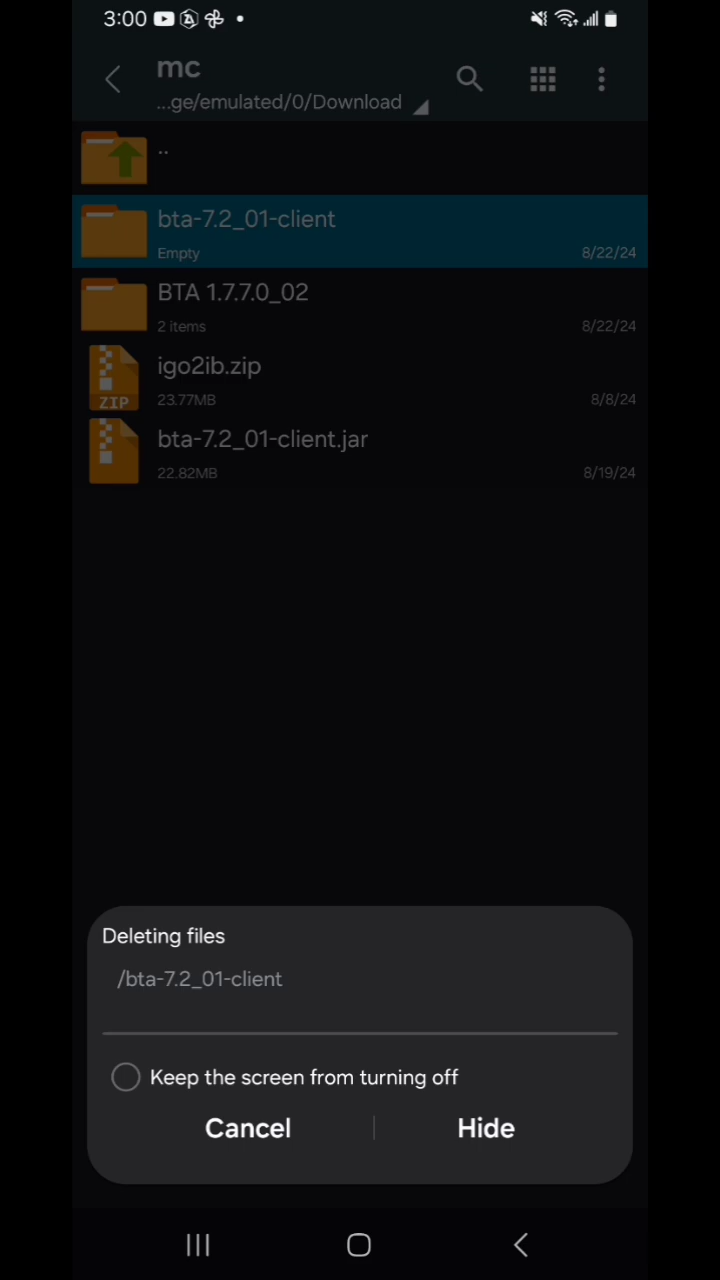 3:00
mc
...ge/emulated/0/Download
..
bta-7.2_01-client
Empty
8/22/24
BTA 1.7.7.0_02
2 items
8/22/24
igo2ib.zip
ZIP
23.77MB
8/8/24
bta-7.2_01-client.jar
22.82MB
8/19/24
Deleting files
/bta-7.2_01-client
Keep the screen from turning off
Cancel
Hide